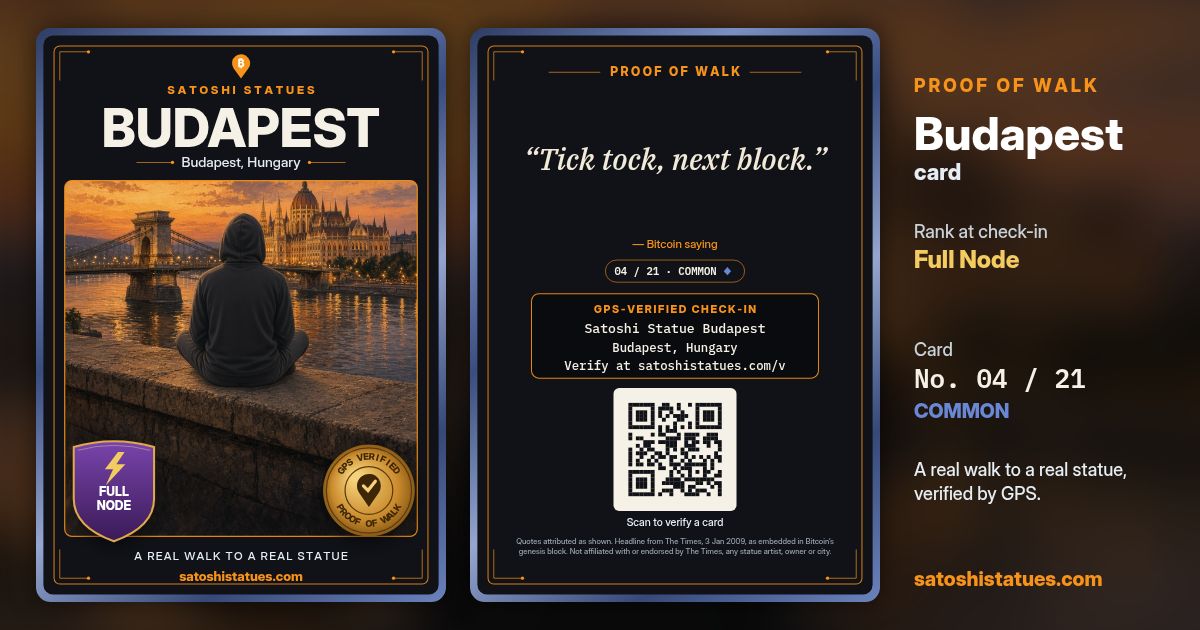 SATOSHI STATUES
BUDAPEST
Budapest, Hungary
FULL
NODE
GPS VERIFIED
PROOF OF WALK
A REAL WALK TO A REAL STATUE
satoshistatues.com
PROOF OF WALK
“Tick tock, next block.”
— Bitcoin saying
04 / 21 · COMMON
GPS-VERIFIED CHECK-IN
Satoshi Statue Budapest
Budapest, Hungary
Verify at satoshistatues.com/v
Scan to verify a card
Quotes attributed as shown. Headline from The Times, 3 Jan 2009, as embedded in Bitcoin's
genesis block. Not affiliated with or endorsed by The Times, any statue artist, owner or city.
PROOF OF WALK
Budapest
card
Rank at check-in
Full Node
Card
No. 04 / 21
COMMON
A real walk to a real statue,
verified by GPS.
satoshistatues.com